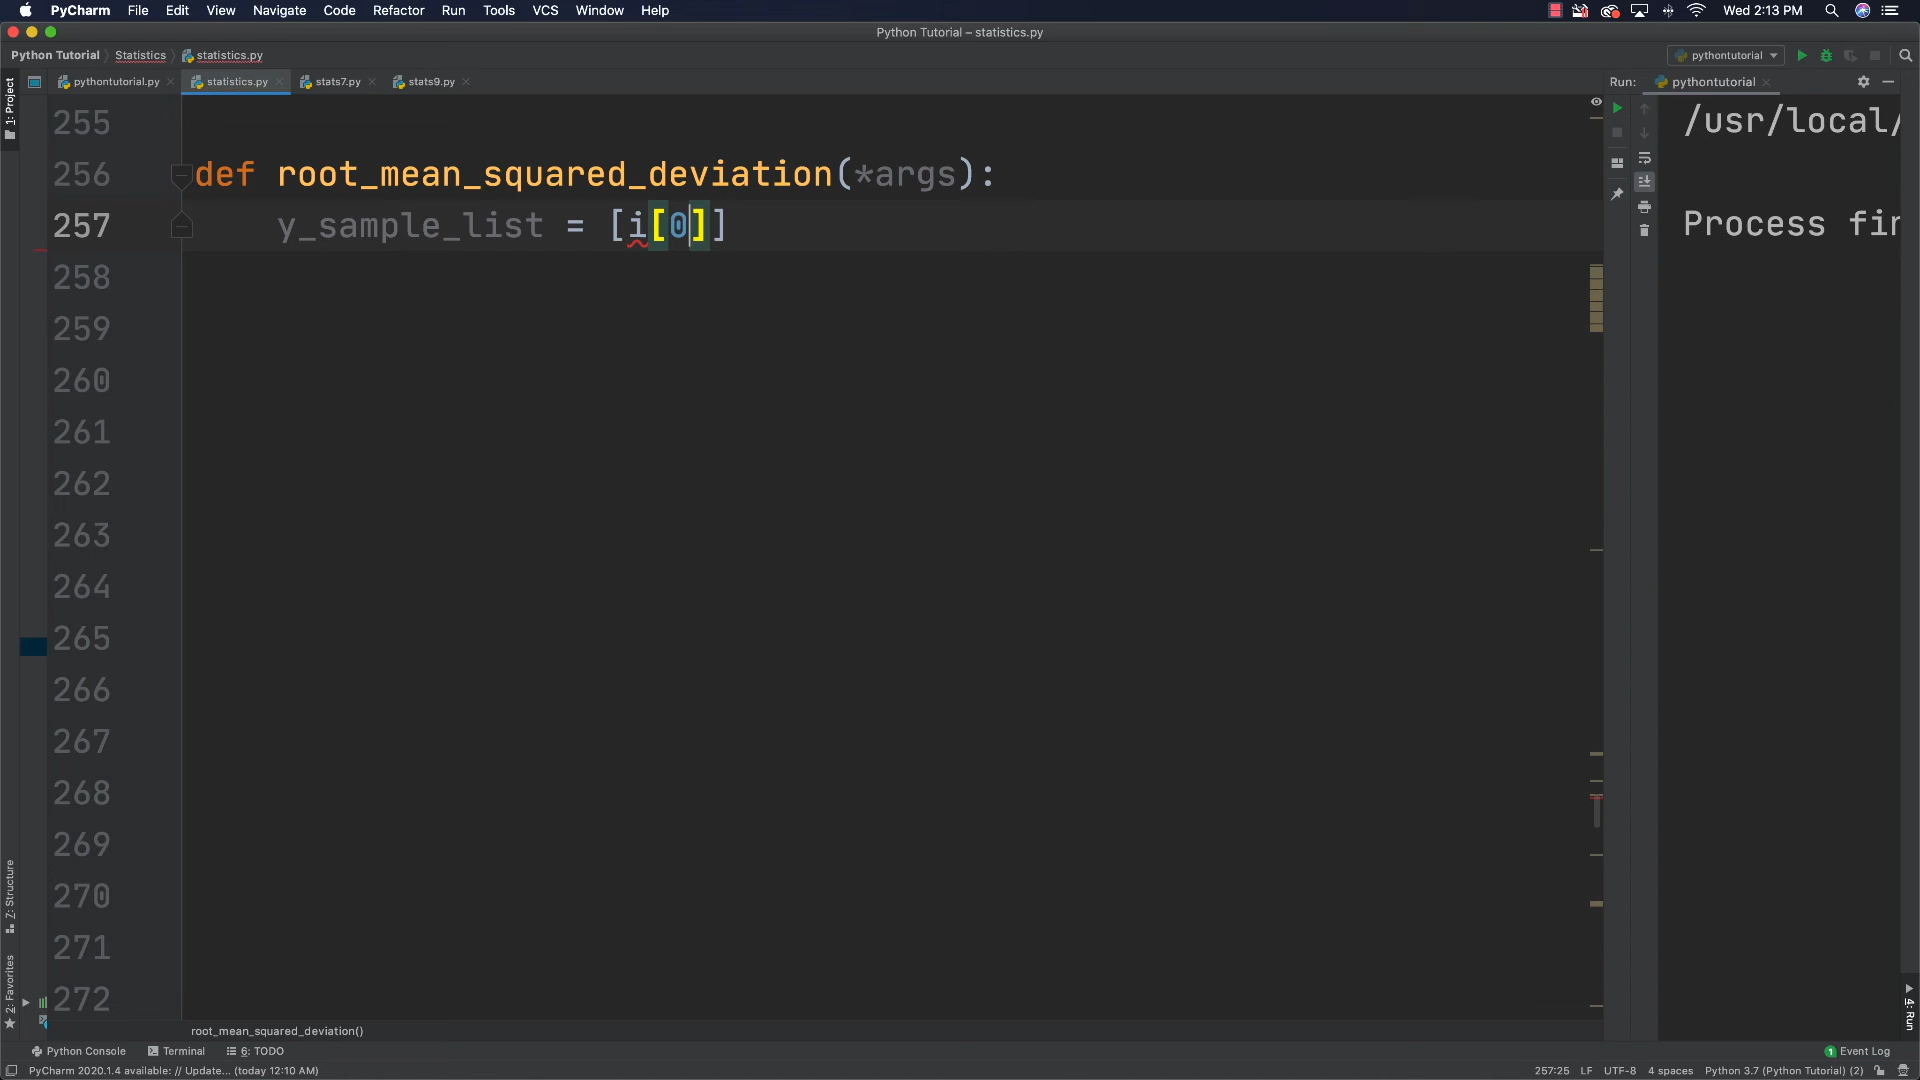 PyCharm File Edit View Navigate Code Refactor Run Tools VCS Window Help Wed 2:13 PM
Python Tutorial – statistics.py
Python Tutorial Statistics statistics.py pythontutorial
pythontutorial.py statistics.py stats7.py stats9.py Run: pythontutorial
1: Project
255
256 def root_mean_squared_deviation(*args):
257 y_sample_list = [i[0]]
258
259
260
261
262
263
264
265
266
267
268
269
270
271
272
/usr/local/
Process fin
7: Structure
2: Favorites
4: Run
root_mean_squared_deviation()
Python Console Terminal 6: TODO 1 Event Log
PyCharm 2020.1.4 available: // Update... (today 12:10 AM) 257:25 LF UTF-8 4 spaces Python 3.7 (Python Tutorial) (2)